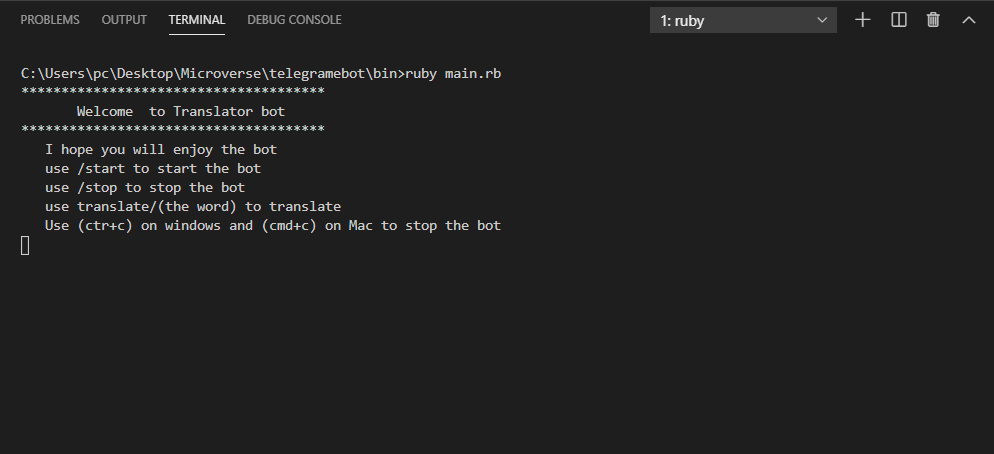 PROBLEMS OUTPUT TERMINAL DEBUG CONSOLE 1: ruby
C:\Users\pc\Desktop\Microverse\telegramebot\bin>ruby main.rb
**************************************
Welcome  to Translator bot
**************************************
I hope you will enjoy the bot
use /start to start the bot
use /stop to stop the bot
use translate/(the word) to translate
Use (ctr+c) on windows and (cmd+c) on Mac to stop the bot